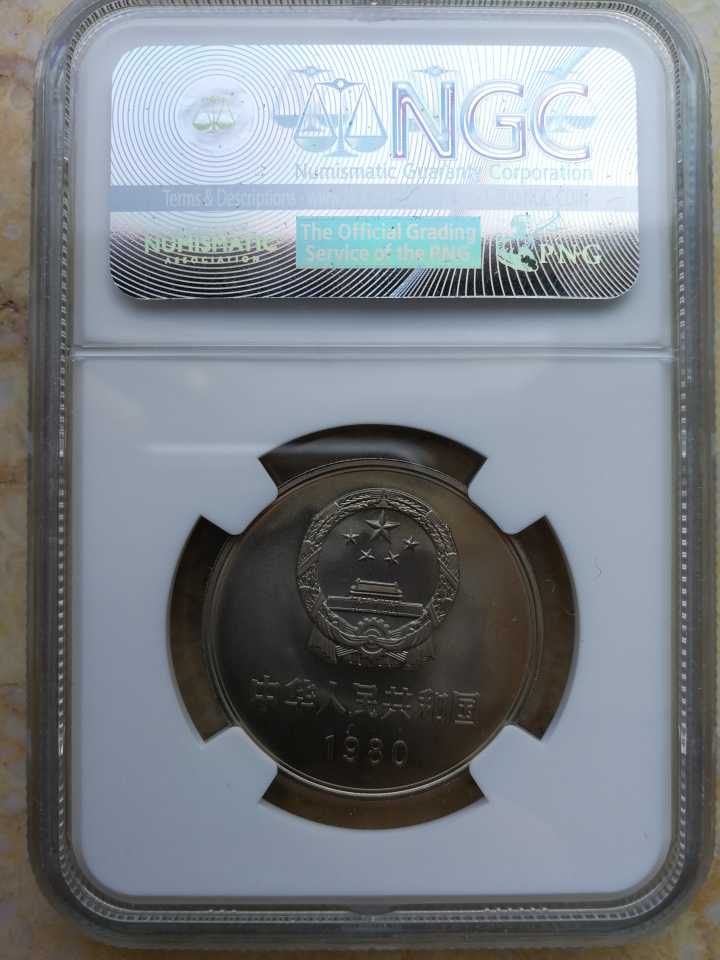 NGC
Numismatic Guaranty Corporation
Terms & Descriptions
NUMISMATIC
ASSOCIATION
The Official Grading
Service of the PNG
PNG
中华人民共和国
1980